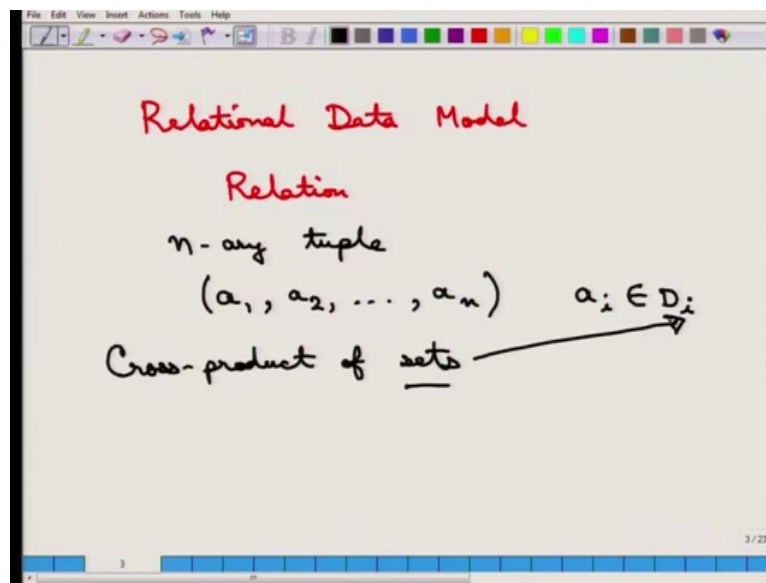 File Edit View Insert Actions Tools Help
B I
Relational Data Model
Relation
n-ary tuple
(a₁, a₂, ..., aₙ) aᵢ ∈ Dᵢ
Cross-product of sets
3 / 23
3